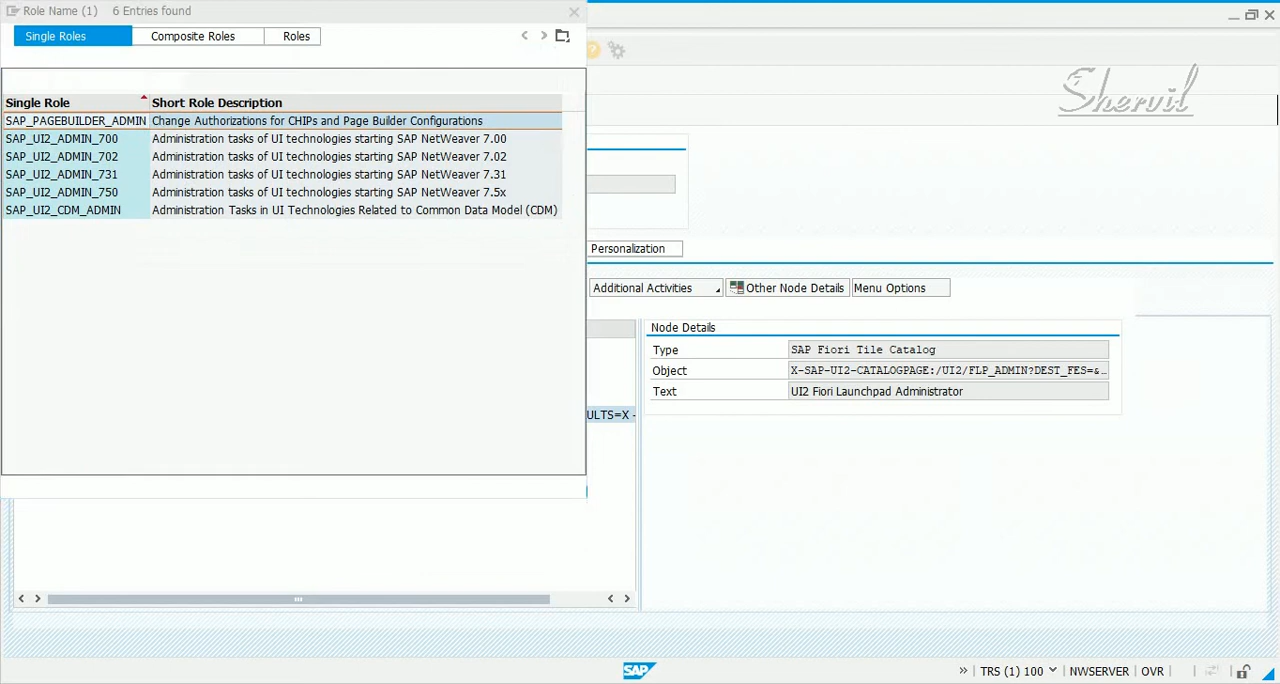 Role Name (1) 6 Entries found
Single Roles Composite Roles Roles
Shervil
Single Role Short Role Description
SAP_PAGEBUILDER_ADMIN Change Authorizations for CHIPs and Page Builder Configurations
SAP_UI2_ADMIN_700 Administration tasks of UI technologies starting SAP NetWeaver 7.00
SAP_UI2_ADMIN_702 Administration tasks of UI technologies starting SAP NetWeaver 7.02
SAP_UI2_ADMIN_731 Administration tasks of UI technologies starting SAP NetWeaver 7.31
SAP_UI2_ADMIN_750 Administration tasks of UI technologies starting SAP NetWeaver 7.5x
SAP_UI2_CDM_ADMIN Administration Tasks in UI Technologies Related to Common Data Model (CDM)
Personalization
Additional Activities Other Node Details Menu Options
Node Details
Type SAP Fiori Tile Catalog
Object X-SAP-UI2-CATALOGPAGE:/UI2/FLP_ADMIN?DEST_FES=&…
Text UI2 Fiori Launchpad Administrator
ULTS=X -
SAP » TRS (1) 100 NWSERVER OVR